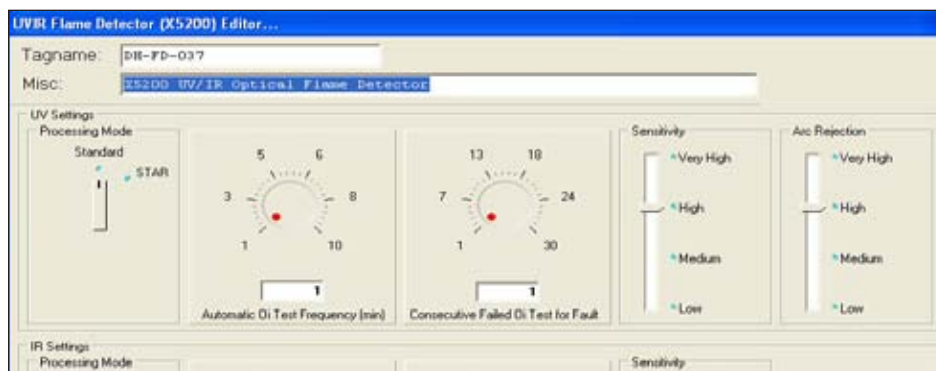 UVIR Flame Detector (X5200) Editor...
Tagname: DH-FD-037
Misc: X5200 UV/IR Optical Flame Detector
UV Settings
Processing Mode
Standard
STAR
5 6
3 8
1 10
1
Automatic Oi Test Frequency (min)
13 18
7 24
1 30
1
Consecutive Failed Oi Test for Fault
Sensitivity
Very High
High
Medium
Low
Arc Rejection
Very High
High
Medium
Low
IR Settings
Processing Mode
Sensitivity